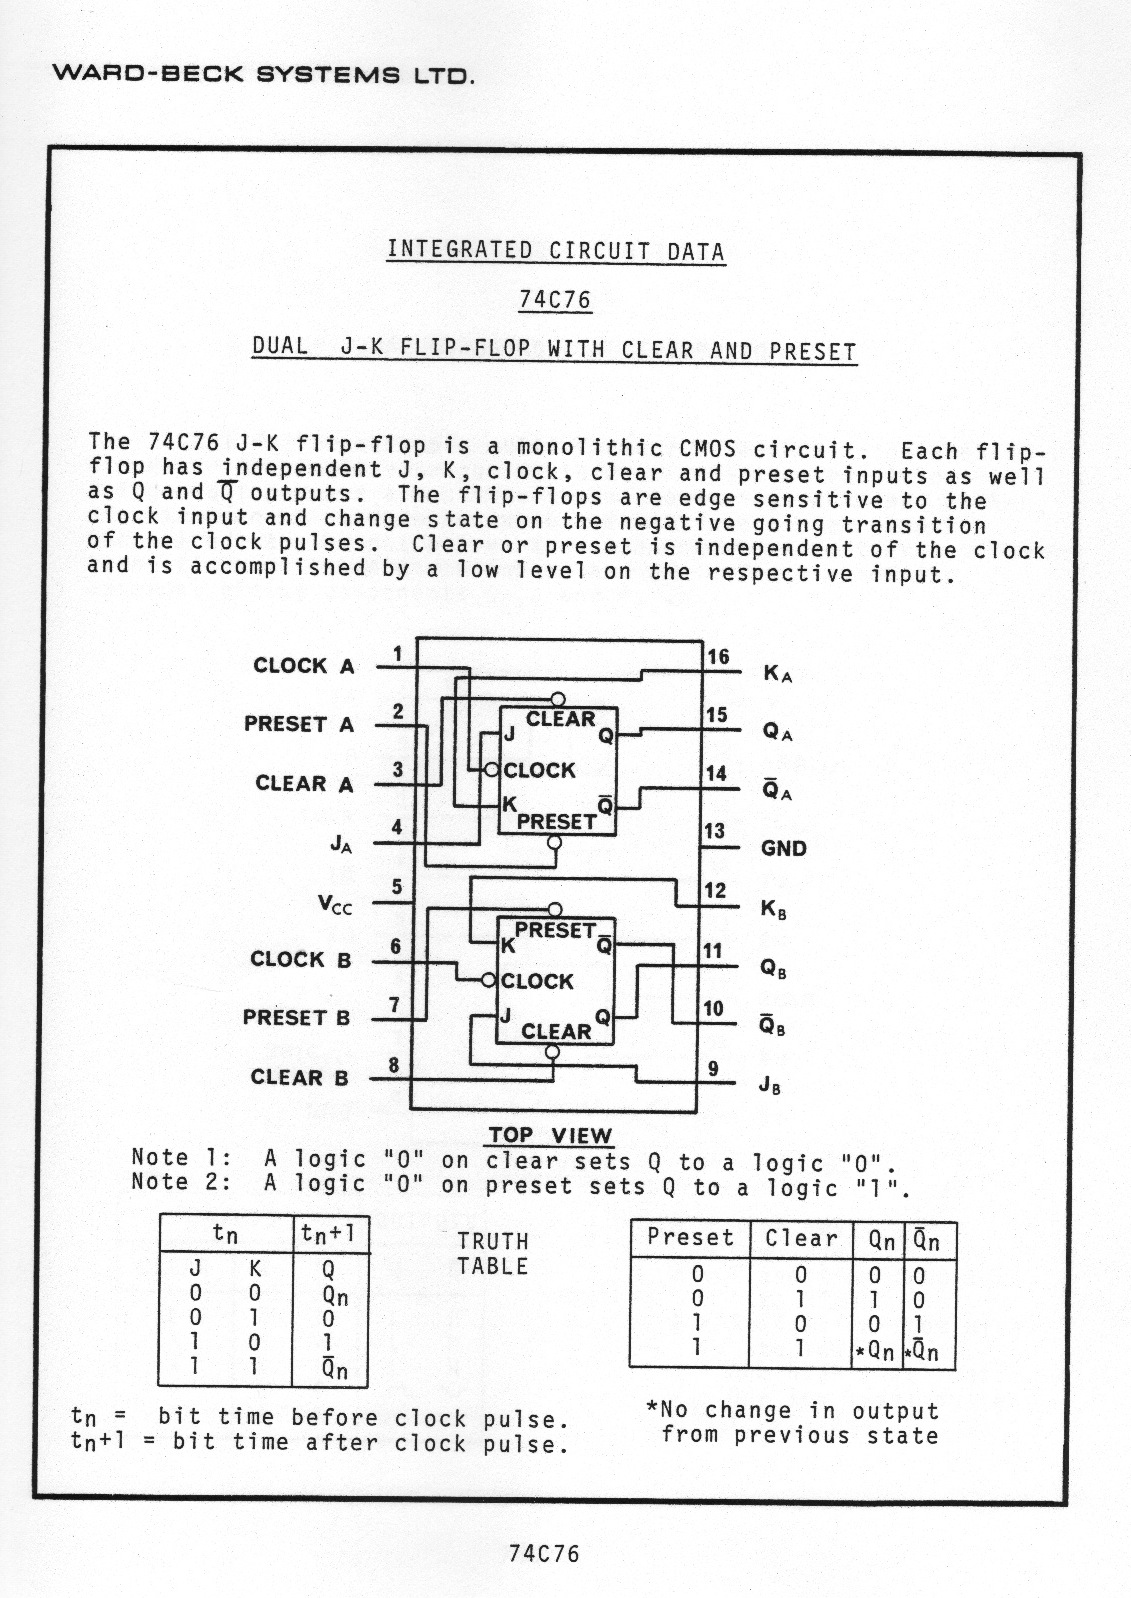 WARD-BECK SYSTEMS LTD.
INTEGRATED CIRCUIT DATA
74C76
DUAL J-K FLIP-FLOP WITH CLEAR AND PRESET
The 74C76 J-K flip-flop is a monolithic CMOS circuit. Each flip-
flop has independent J, K, clock, clear and preset inputs as well
as Q and Q̅ outputs. The flip-flops are edge sensitive to the
clock input and change state on the negative going transition
of the clock pulses. Clear or preset is independent of the clock
and is accomplished by a low level on the respective input.
CLOCK A 1 16 KA
PRESET A 2 CLEAR 15 QA
J Q
CLEAR A 3 CLOCK 14 Q̅A
K Q̅
PRESET
JA 4 13 GND
VCC 5 12 KB
PRESET
CLOCK B 6 K Q̅ 11 QB
CLOCK
PRESET B 7 J Q 10 Q̅B
CLEAR
CLEAR B 8 9 JB
TOP VIEW
Note 1: A logic "0" on clear sets Q to a logic "0".
Note 2: A logic "0" on preset sets Q to a logic "1".
tn tn+1
J K Q
0 0 Qn
0 1 0
1 0 1
1 1 Q̅n
TRUTH
TABLE
Preset Clear Qn Q̅n
0 0 0 0
0 1 1 0
1 0 0 1
1 1 *Qn *Q̅n
tn = bit time before clock pulse.
tn+1 = bit time after clock pulse.
*No change in output
from previous state
74C76